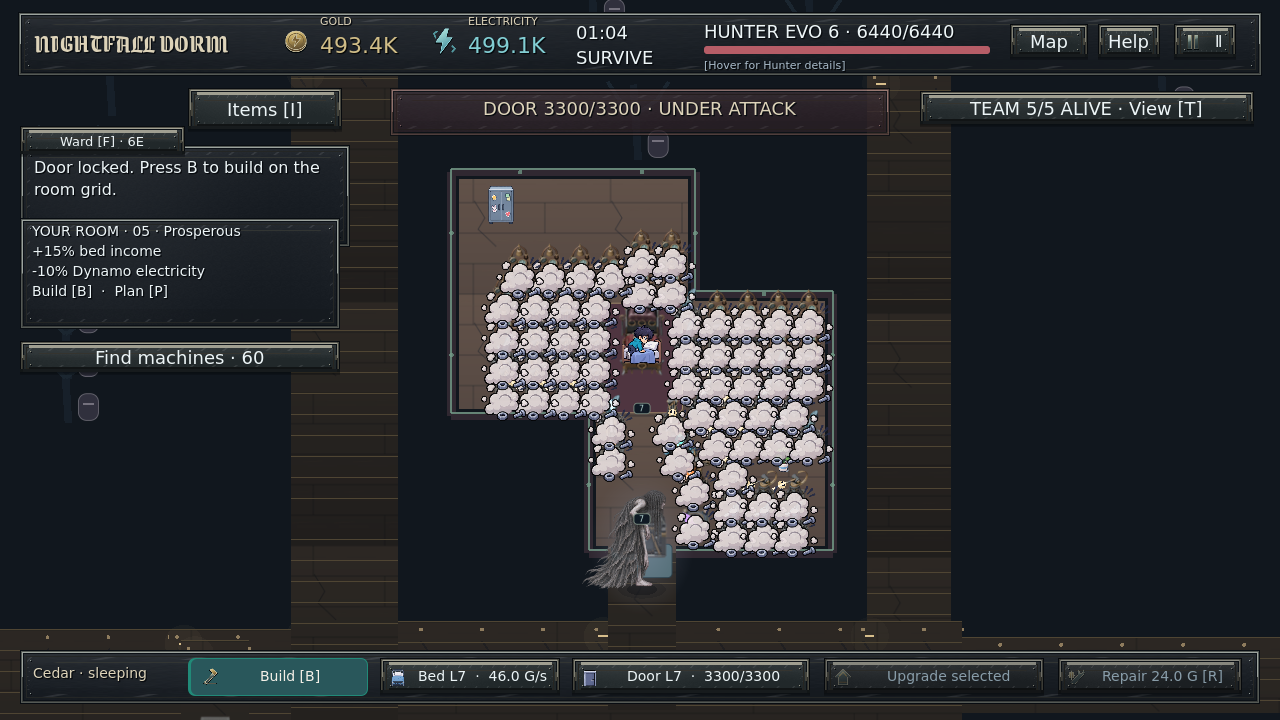 NIGHTFALL DORM
GOLD
493.4K
ELECTRICITY
499.1K
01:04
SURVIVE
HUNTER EVO 6 · 6440/6440
[Hover for Hunter details]
Map
Help
Items [I]
DOOR 3300/3300 · UNDER ATTACK
TEAM 5/5 ALIVE · View [T]
Ward [F] · 6E
Door locked. Press B to build on the
room grid.
YOUR ROOM · 05 · Prosperous
+15% bed income
-10% Dynamo electricity
Build [B] · Plan [P]
Find machines · 60
7
7
Cedar · sleeping
Build [B]
Bed L7 · 46.0 G/s
Door L7 · 3300/3300
Upgrade selected
Repair 24.0 G [R]